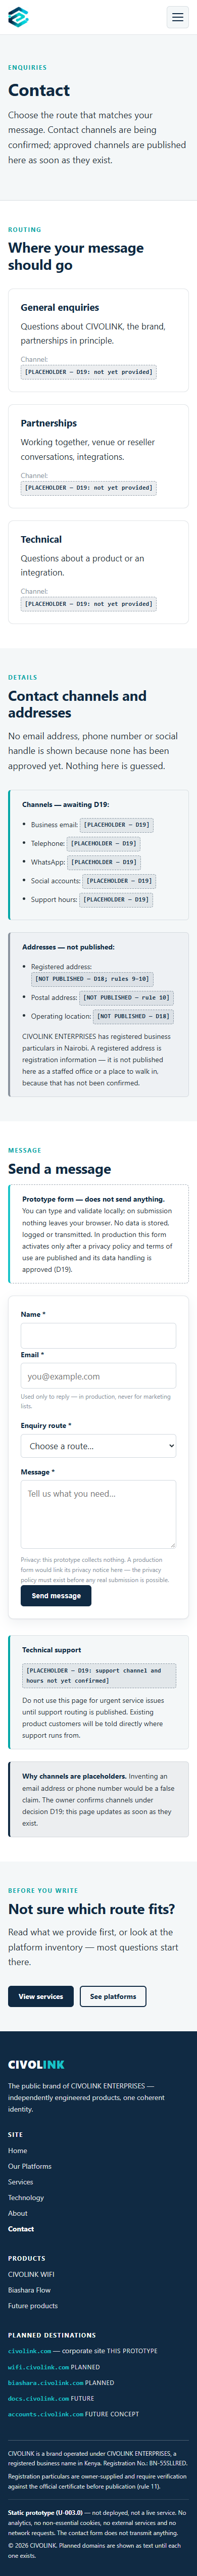 ENQUIRIES
Contact
Choose the route that matches your
message. Contact channels are being
confirmed; approved channels are published
here as soon as they exist.
ROUTING
Where your message
should go
General enquiries
Questions about CIVOLINK, the brand,
partnerships in principle.
Channel:
[PLACEHOLDER — D19: not yet provided]
Partnerships
Working together, venue or reseller
conversations, integrations.
Channel:
[PLACEHOLDER — D19: not yet provided]
Technical
Questions about a product or an
integration.
Channel:
[PLACEHOLDER — D19: not yet provided]
DETAILS
Contact channels and
addresses
No email address, phone number or social
handle is shown because none has been
approved yet. Nothing here is guessed.
Channels — awaiting D19:
• Business email: [PLACEHOLDER — D19]
• Telephone: [PLACEHOLDER — D19]
• WhatsApp: [PLACEHOLDER — D19]
• Social accounts: [PLACEHOLDER — D19]
• Support hours: [PLACEHOLDER — D19]
Addresses — not published:
• Registered address:
[NOT PUBLISHED — D18; rules 9–10]
• Postal address: [NOT PUBLISHED — rule 10]
• Operating location: [NOT PUBLISHED — D18]
CIVOLINK ENTERPRISES has registered business
particulars in Nairobi. A registered address is
registration information — it is not published
here as a staffed office or a place to walk in,
because that has not been confirmed.
MESSAGE
Send a message
Prototype form — does not send anything.
You can type and validate locally: on submission
nothing leaves your browser. No data is stored,
logged or transmitted. In production this form
activates only after a privacy policy and terms of
use are published and its data handling is
approved (D19).
Name *
Email *
you@example.com
Used only to reply — in production, never for marketing
lists.
Enquiry route *
Choose a route...
Message *
Tell us what you need...
Privacy: this prototype collects nothing. A production
form would link its privacy notice here — the privacy
policy must exist before any real submission is possible.
Send message
Technical support
[PLACEHOLDER — D19: support channel and
hours not yet confirmed]
Do not use this page for urgent service issues
until support routing is published. Existing
product customers will be told directly where
support runs from.
Why channels are placeholders. Inventing an
email address or phone number would be a false
claim. The owner confirms channels under
decision D19; this page updates as soon as they
exist.
BEFORE YOU WRITE
Not sure which route fits?
Read what we provide first, or look at the
platform inventory — most questions start
there.
View services
See platforms
CIVOLINK
The public brand of CIVOLINK ENTERPRISES —
independently engineered products, one coherent
identity.
SITE
Home
Our Platforms
Services
Technology
About
Contact
PRODUCTS
CIVOLINK WIFI
Biashara Flow
Future products
PLANNED DESTINATIONS
civolink.com — corporate site THIS PROTOTYPE
wifi.civolink.com PLANNED
biashara.civolink.com PLANNED
docs.civolink.com FUTURE
accounts.civolink.com FUTURE CONCEPT
CIVOLINK is a brand operated under CIVOLINK ENTERPRISES, a
registered business name in Kenya. Registration No.: BN-55LLRED.
Registration particulars are owner-supplied and require verification
against the official certificate before publication (rule 11).
Static prototype (U-003.0) — not deployed, not a live service. No
analytics, no non-essential cookies, no external services and no
network requests. The contact form does not transmit anything.
© 2026 CIVOLINK. Planned domains are shown as text until each
one exists.